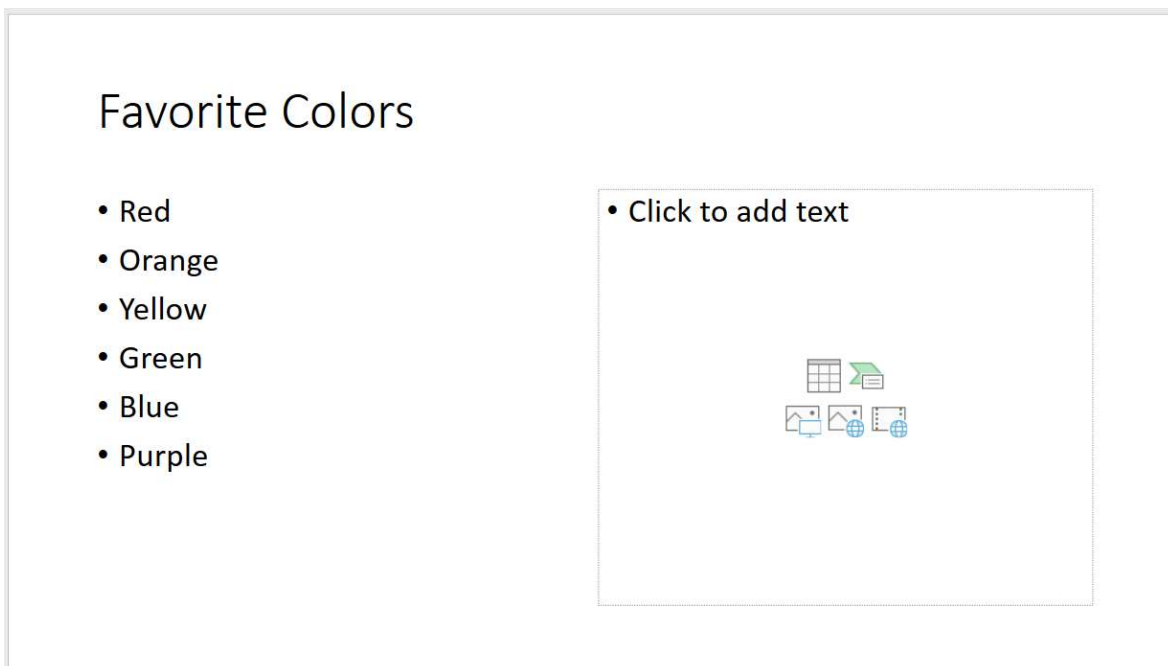 Favorite Colors
• Red
• Orange
• Yellow
• Green
• Blue
• Purple
• Click to add text